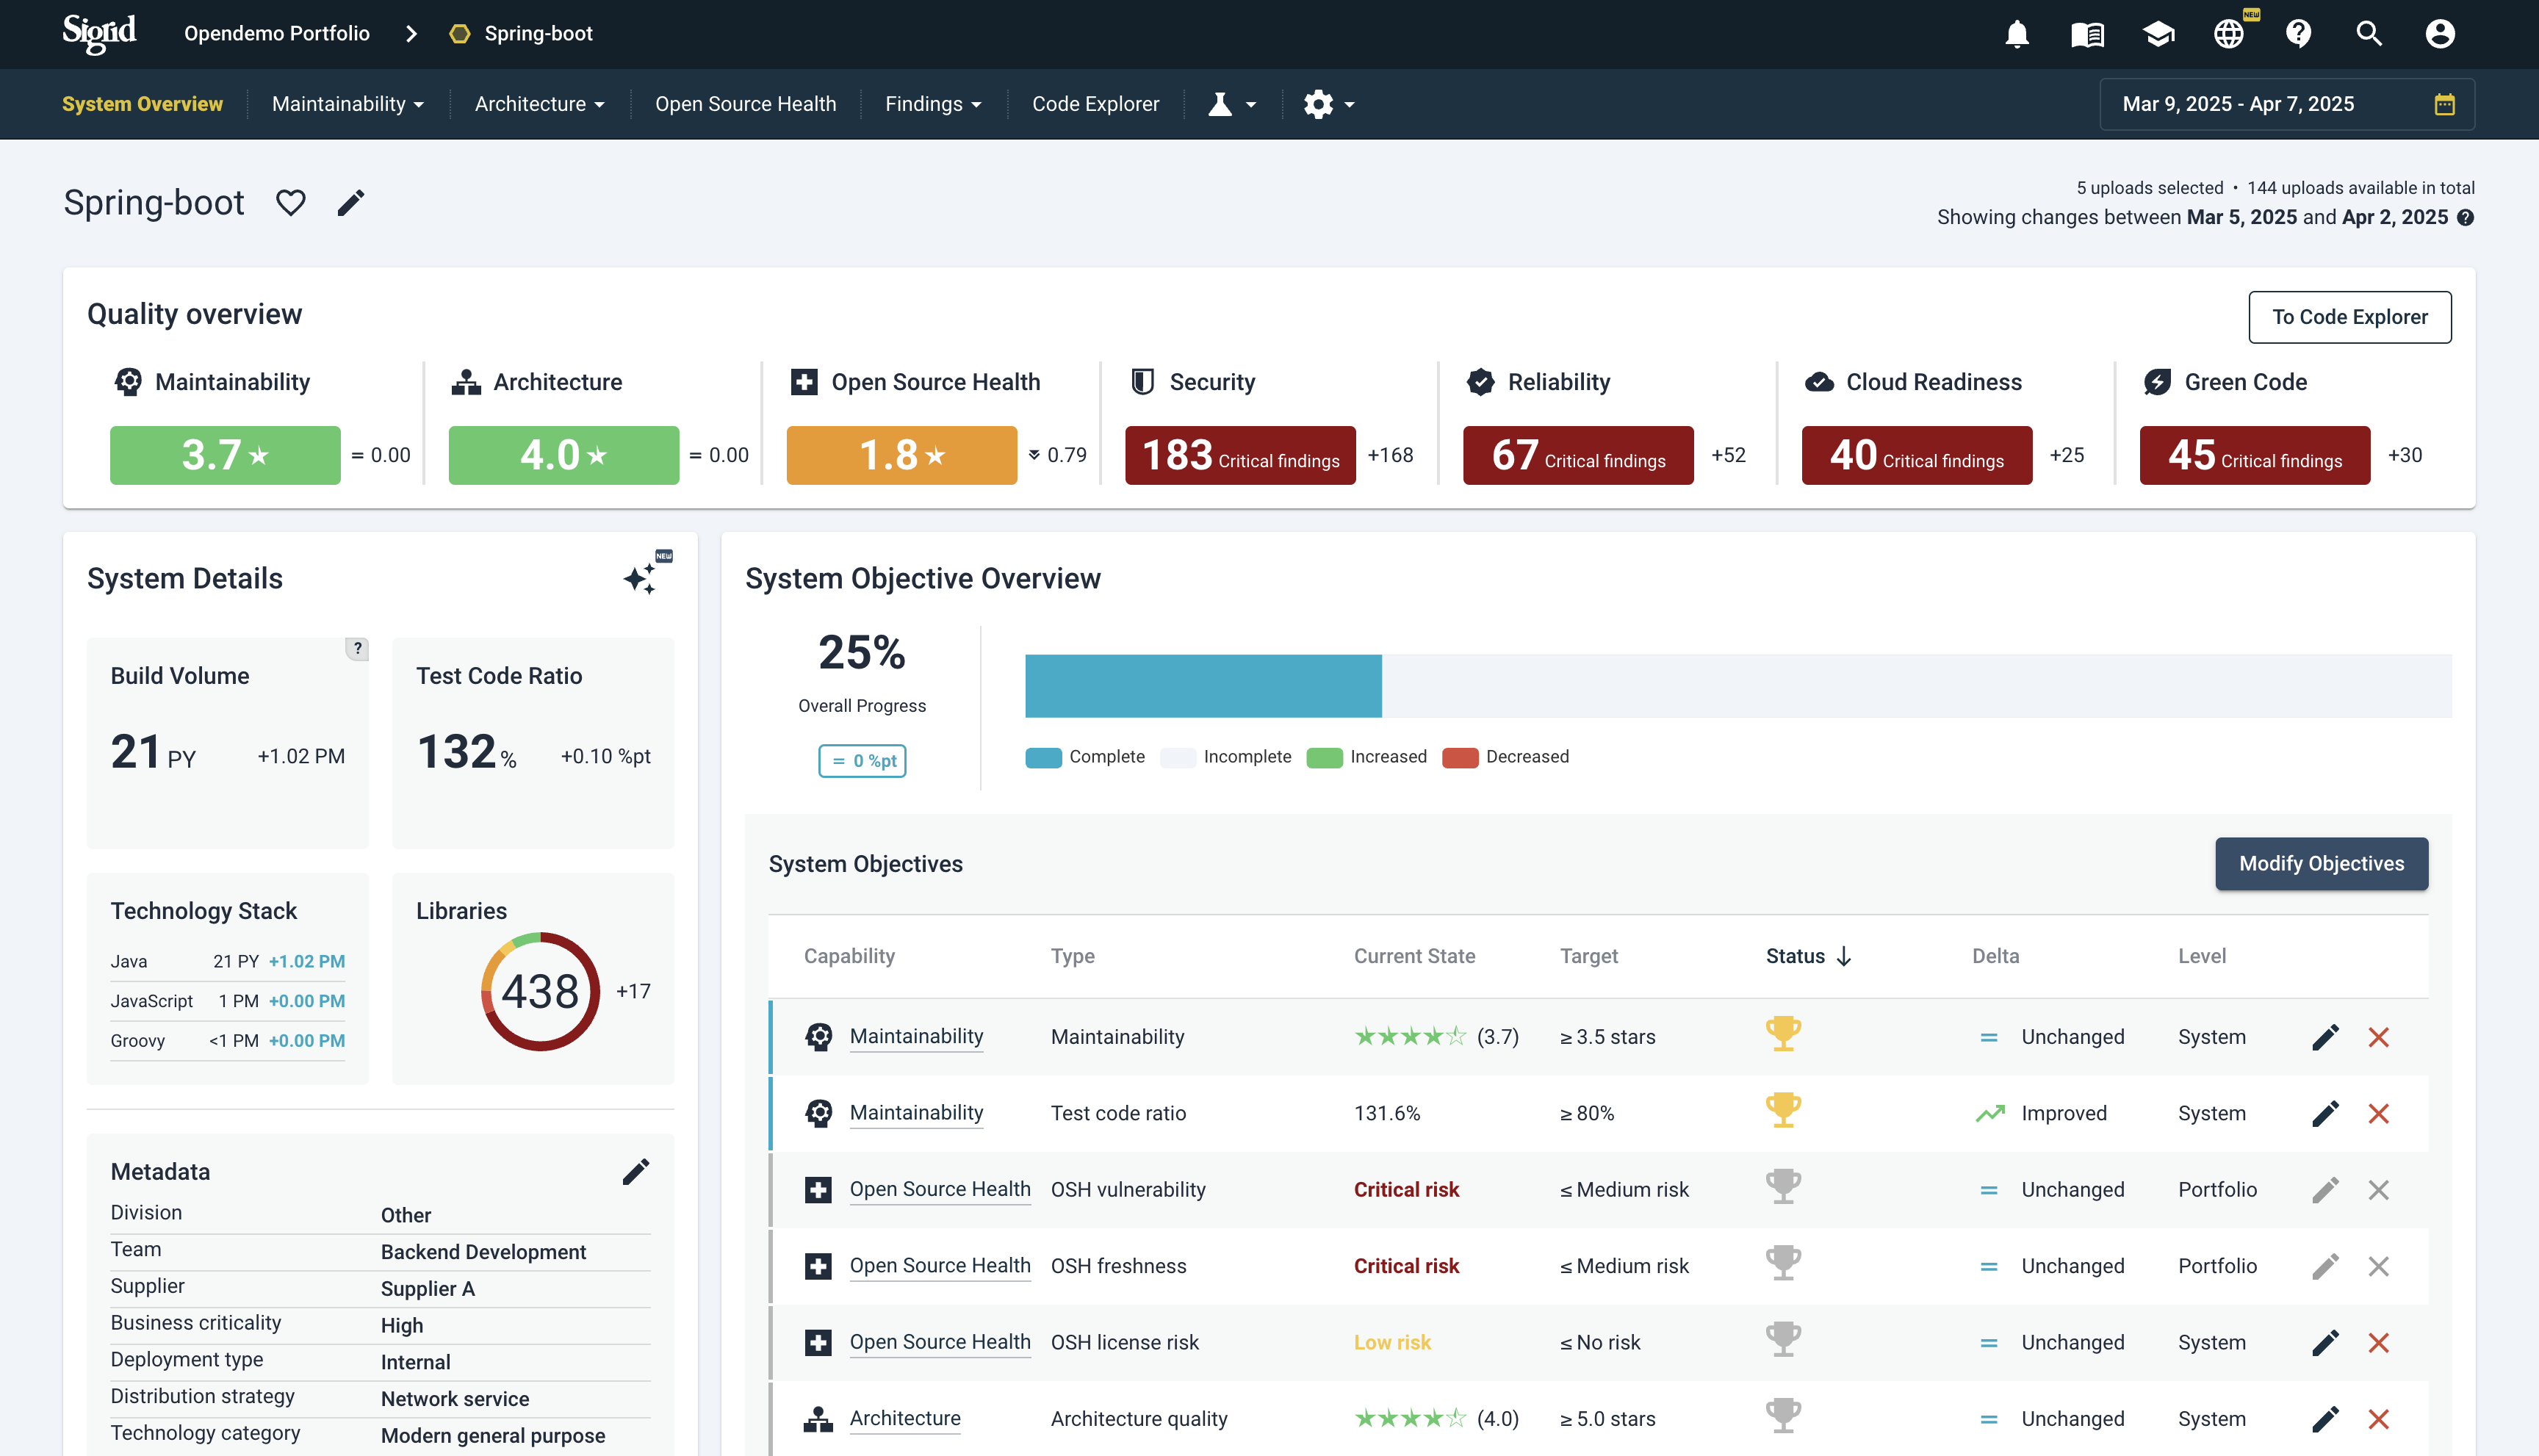 Sigrid Opendemo Portfolio Spring-boot NEW
System Overview Maintainability Architecture Open Source Health Findings Code Explorer Mar 9, 2025 - Apr 7, 2025
Spring-boot
5 uploads selected • 144 uploads available in total
Showing changes between Mar 5, 2025 and Apr 2, 2025 ?
Quality overview
To Code Explorer
Maintainability Architecture Open Source Health Security Reliability Cloud Readiness Green Code
3.7 ★ = 0.00 4.0 ★ = 0.00 1.8 ★ 0.79 183 Critical findings +168 67 Critical findings +52 40 Critical findings +25 45 Critical findings +30
System Details
NEW
Build Volume
?
21 PY +1.02 PM
Test Code Ratio
132 % +0.10 %pt
Technology Stack
Java 21 PY +1.02 PM
JavaScript 1 PM +0.00 PM
Groovy <1 PM +0.00 PM
Libraries
438 +17
Metadata
Division Other
Team Backend Development
Supplier Supplier A
Business criticality High
Deployment type Internal
Distribution strategy Network service
Technology category Modern general purpose
System Objective Overview
25%
Overall Progress
= 0 %pt
Complete Incomplete Increased Decreased
System Objectives
Modify Objectives
Capability Type Current State Target Status ↓ Delta Level
Maintainability Maintainability (3.7) ≥ 3.5 stars = Unchanged System
Maintainability Test code ratio 131.6% ≥ 80% Improved System
Open Source Health OSH vulnerability Critical risk ≤ Medium risk = Unchanged Portfolio
Open Source Health OSH freshness Critical risk ≤ Medium risk = Unchanged Portfolio
Open Source Health OSH license risk Low risk ≤ No risk = Unchanged System
Architecture Architecture quality (4.0) ≥ 5.0 stars = Unchanged System